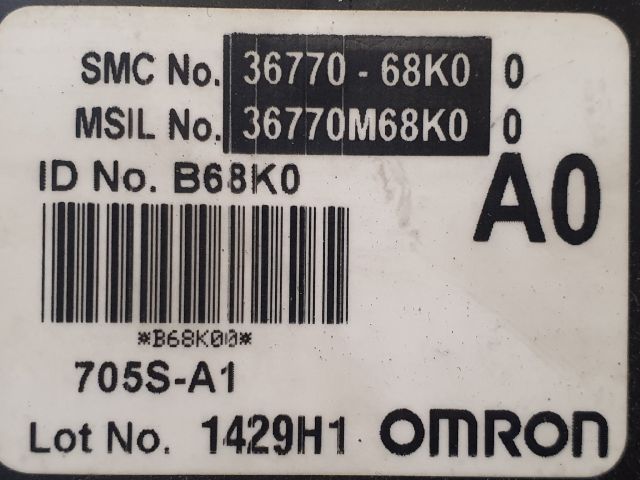 SMC No. 36770-68K0 0
MSIL No. 36770M68K0 0
ID No. B68K0
A0
*B68K00*
705S-A1
Lot No. 1429H1 OMRON